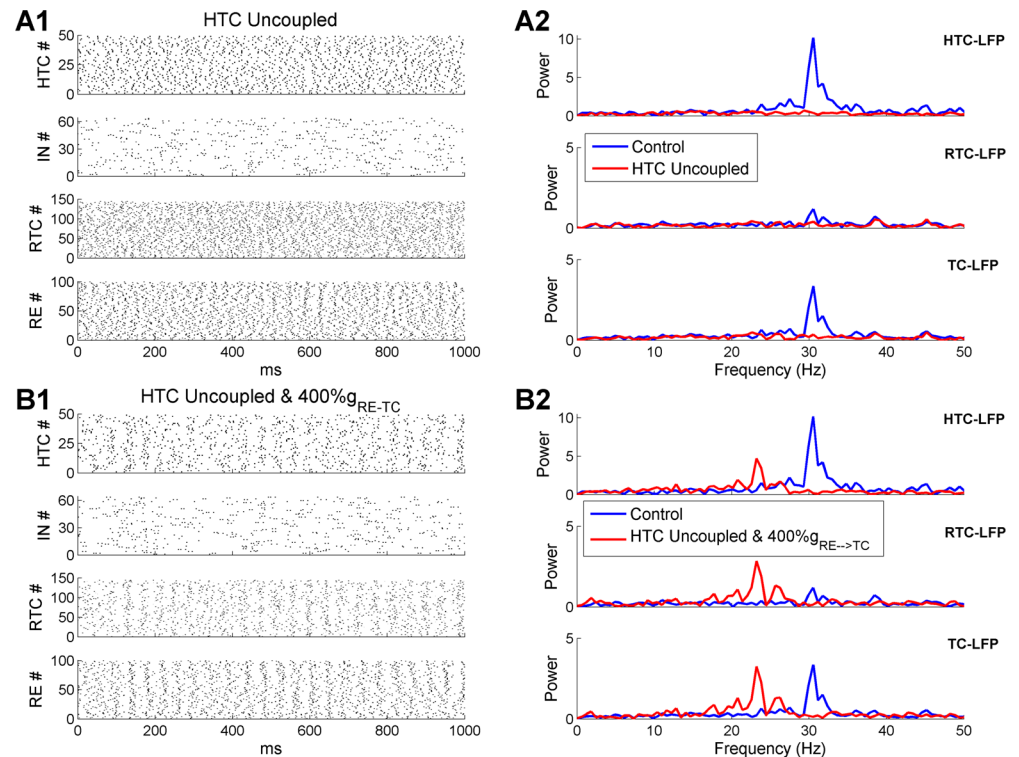 A1
HTC Uncoupled
HTC #
50
25
0
IN #
60
30
0
RTC #
150
100
50
0
RE #
100
50
0
0 200 400 600 800 1000
ms
A2
HTC-LFP
Power
10
5
0
RTC-LFP
Power
5
0
Control
HTC Uncoupled
TC-LFP
Power
5
0
0 10 20 30 40 50
Frequency (Hz)
B1
HTC Uncoupled & 400%gRE-TC
HTC #
50
25
0
IN #
60
30
0
RTC #
150
100
50
0
RE #
100
50
0
0 200 400 600 800 1000
ms
B2
HTC-LFP
Power
10
5
0
RTC-LFP
Power
5
0
Control
HTC Uncoupled & 400%gRE-->TC
TC-LFP
Power
5
0
0 10 20 30 40 50
Frequency (Hz)